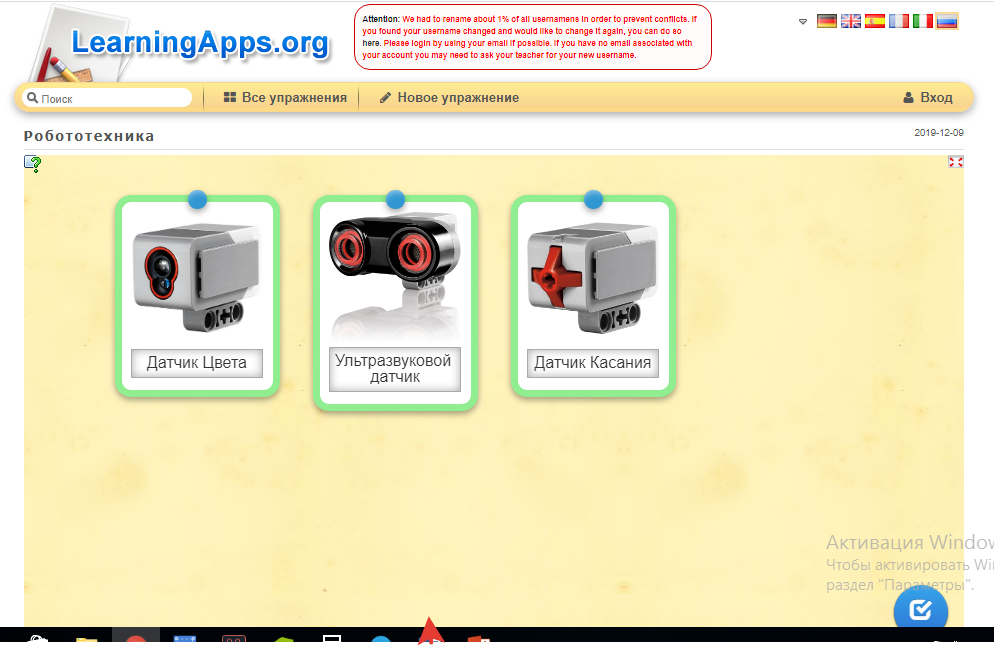 LearningApps.org
Attention: We had to rename about 1% of all usernamens in order to prevent conflicts. If
you found your username changed and would like to change it again, you can do so
here. Please login by using your email if possible. If you have no email associated with
your account you may need to ask your teacher for your new username.
Поиск
Все упражнения
Новое упражнение
Вход
Робототехника
2019-12-09
Датчик Цвета
Ультразвуковой
датчик
Датчик Касания
Активация Window
Чтобы активировать Wi
раздел "Параметры".